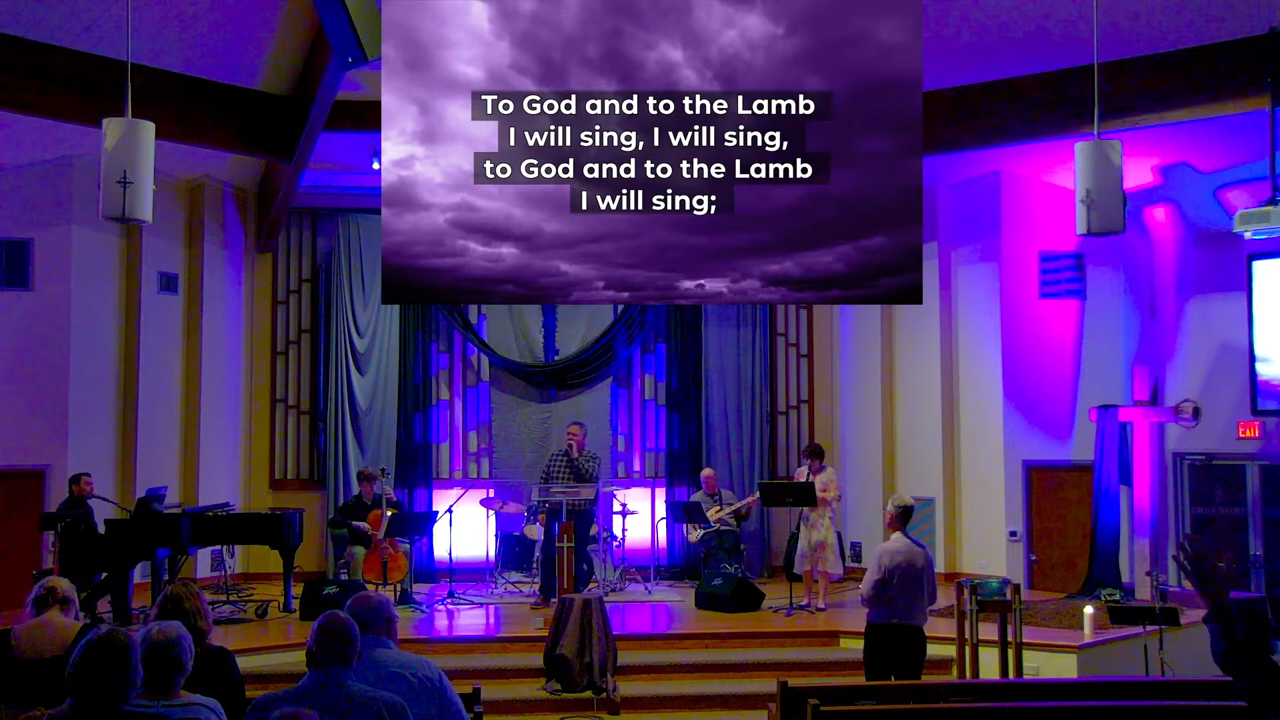 To God and to the Lamb
I will sing, I will sing,
to God and to the Lamb
I will sing;
EXIT